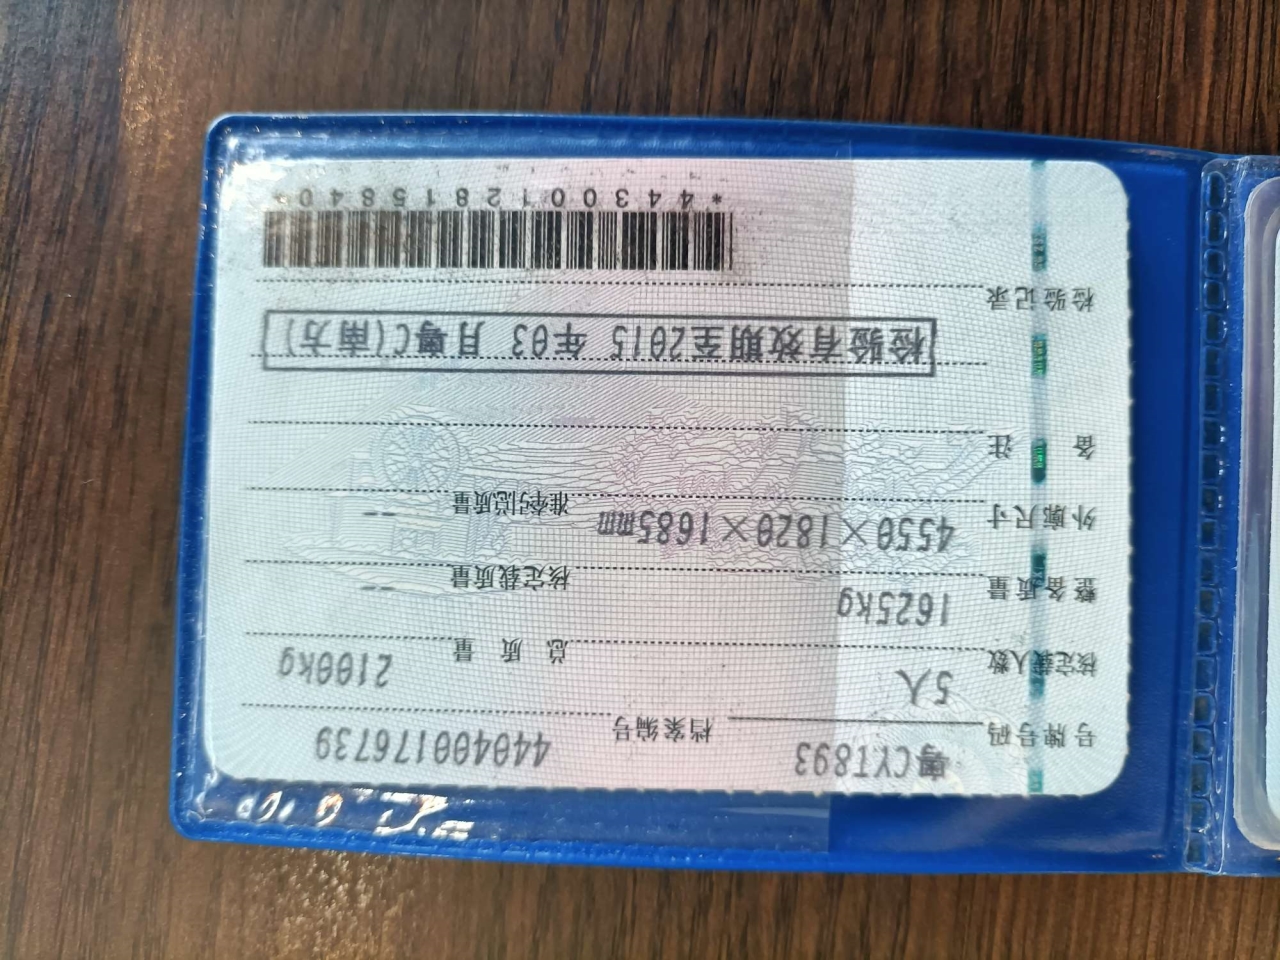 号牌号码 粤CYT893 档案编号 440400176739
核定载人数 5人 总质量 2100kg
整备质量 1625kg 核定载质量 --
外廓尺寸 4550×1820×1685mm 准牵引总质量 --
备注
检验有效期至2015年03月粤C(南方)
检验记录
*4430012815840*